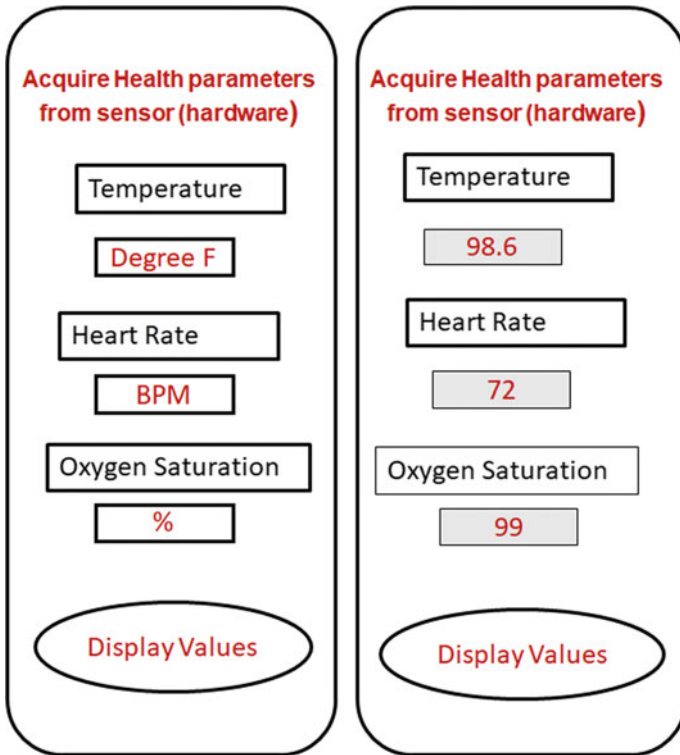 Acquire Health parameters
from sensor (hardware)
Temperature
Degree F
Heart Rate
BPM
Oxygen Saturation
%
Display Values
Acquire Health parameters
from sensor (hardware)
Temperature
98.6
Heart Rate
72
Oxygen Saturation
99
Display Values